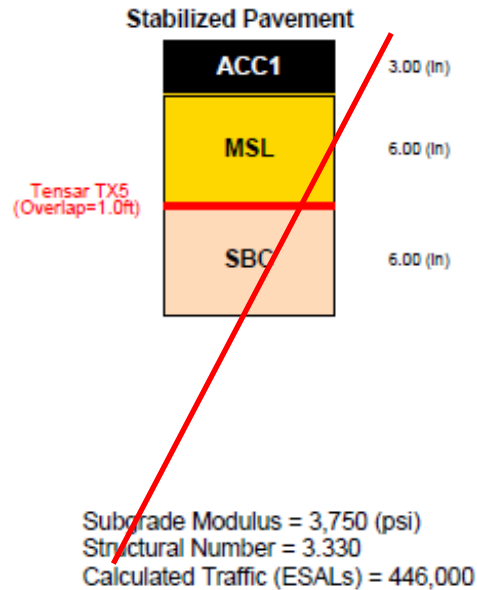 Stabilized Pavement
ACC1 3.00 (in)
MSL 6.00 (in)
Tensar TX5
(Overlap=1.0ft)
SBC 6.00 (in)
Subgrade Modulus = 3,750 (psi)
Structural Number = 3.330
Calculated Traffic (ESALs) = 446,000